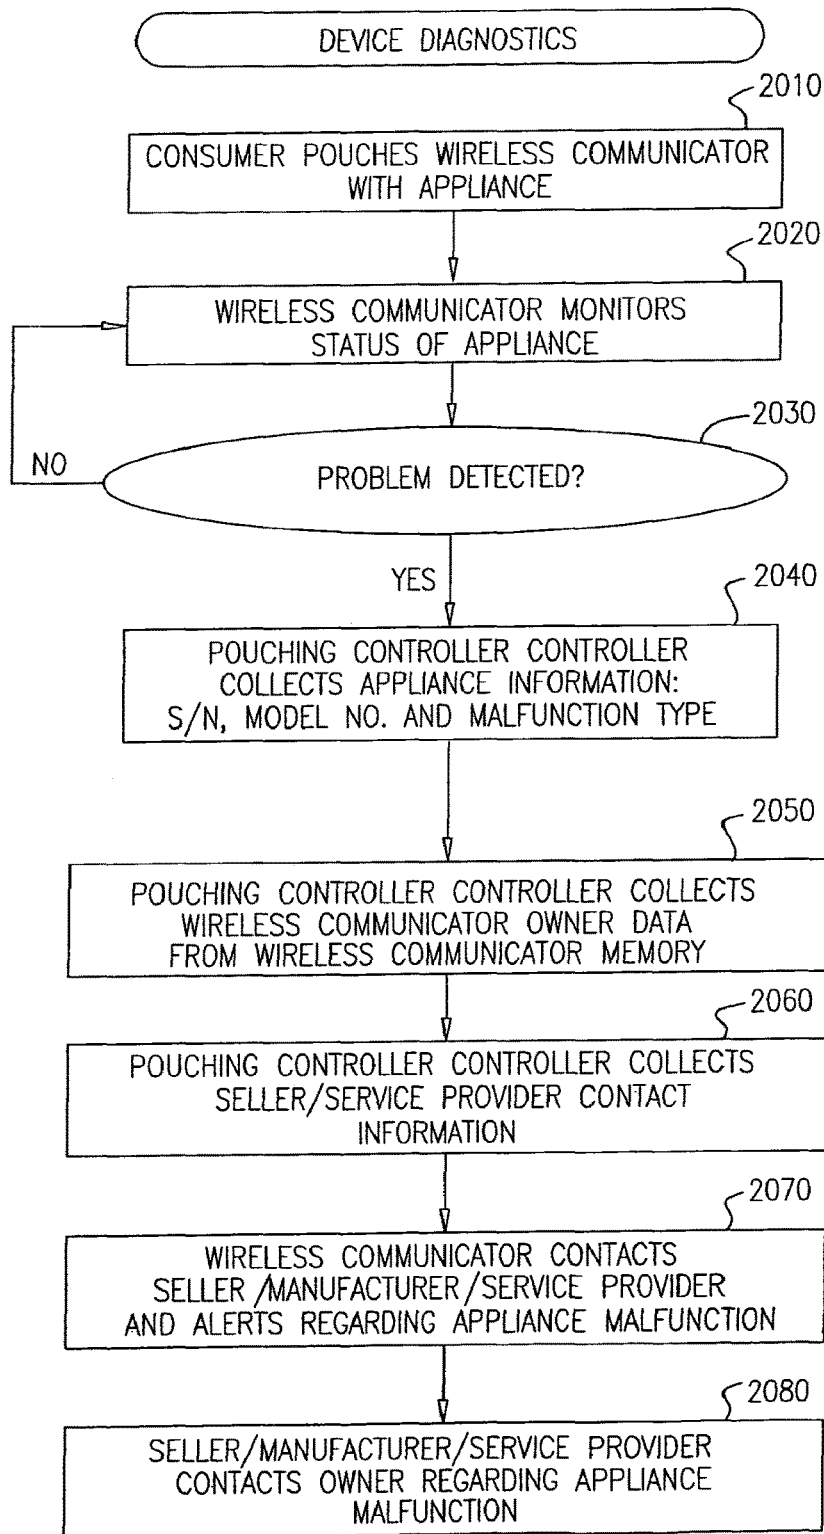 DEVICE DIAGNOSTICS
2010
CONSUMER POUCHES WIRELESS COMMUNICATOR
WITH APPLIANCE
2020
WIRELESS COMMUNICATOR MONITORS
STATUS OF APPLIANCE
2030
NO
PROBLEM DETECTED?
YES
2040
POUCHING CONTROLLER CONTROLLER
COLLECTS APPLIANCE INFORMATION:
S/N, MODEL NO. AND MALFUNCTION TYPE
2050
POUCHING CONTROLLER CONTROLLER COLLECTS
WIRELESS COMMUNICATOR OWNER DATA
FROM WIRELESS COMMUNICATOR MEMORY
2060
POUCHING CONTROLLER CONTROLLER COLLECTS
SELLER/SERVICE PROVIDER CONTACT
INFORMATION
2070
WIRELESS COMMUNICATOR CONTACTS
SELLER/MANUFACTURER/SERVICE PROVIDER
AND ALERTS REGARDING APPLIANCE MALFUNCTION
2080
SELLER/MANUFACTURER/SERVICE PROVIDER
CONTACTS OWNER REGARDING APPLIANCE
MALFUNCTION